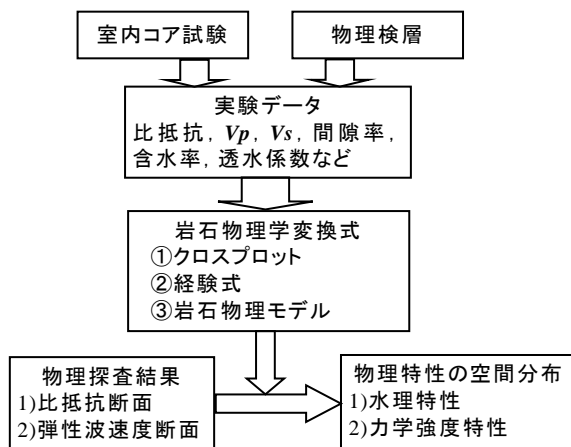 室内コア試験
物理検層
実験データ
比抵抗, Vp, Vs, 間隙率,
含水率, 透水係数など
岩石物理学変換式
①クロスプロット
②経験式
③岩石物理モデル
物理探査結果
1)比抵抗断面
2)弾性波速度断面
物理特性の空間分布
1)水理特性
2)力学強度特性